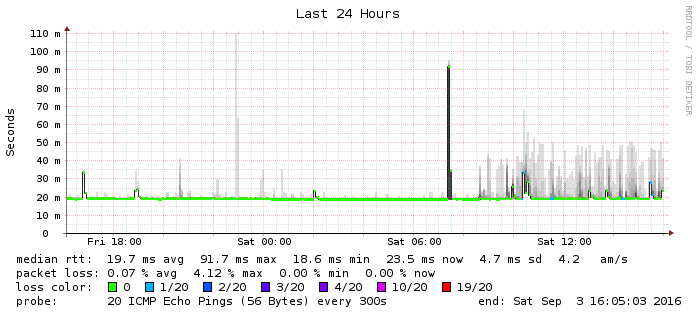 Last 24 Hours
RRDTOOL / TOBI OETIKER
Seconds
110 m
100 m
90 m
80 m
70 m
60 m
50 m
40 m
30 m
20 m
10 m
0
Fri 18:00 Sat 00:00 Sat 06:00 Sat 12:00
median rtt: 19.7 ms avg 91.7 ms max 18.6 ms min 23.5 ms now 4.7 ms sd 4.2 am/s
packet loss: 0.07 % avg 4.12 % max 0.00 % min 0.00 % now
loss color: 0 1/20 2/20 3/20 4/20 10/20 19/20
probe: 20 ICMP Echo Pings (56 Bytes) every 300s end: Sat Sep 3 16:05:03 2016